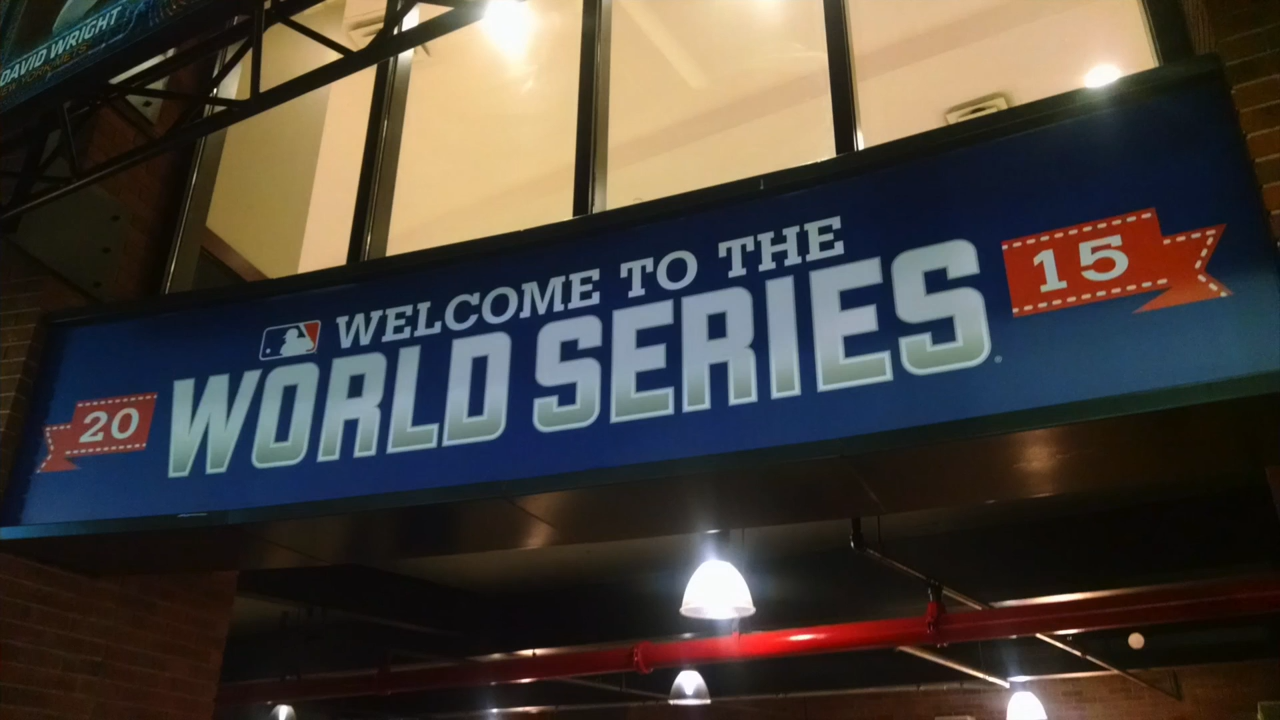 DAVID WRIGHT
NEW YORK METS
WELCOME TO THE
20 WORLD SERIES 15